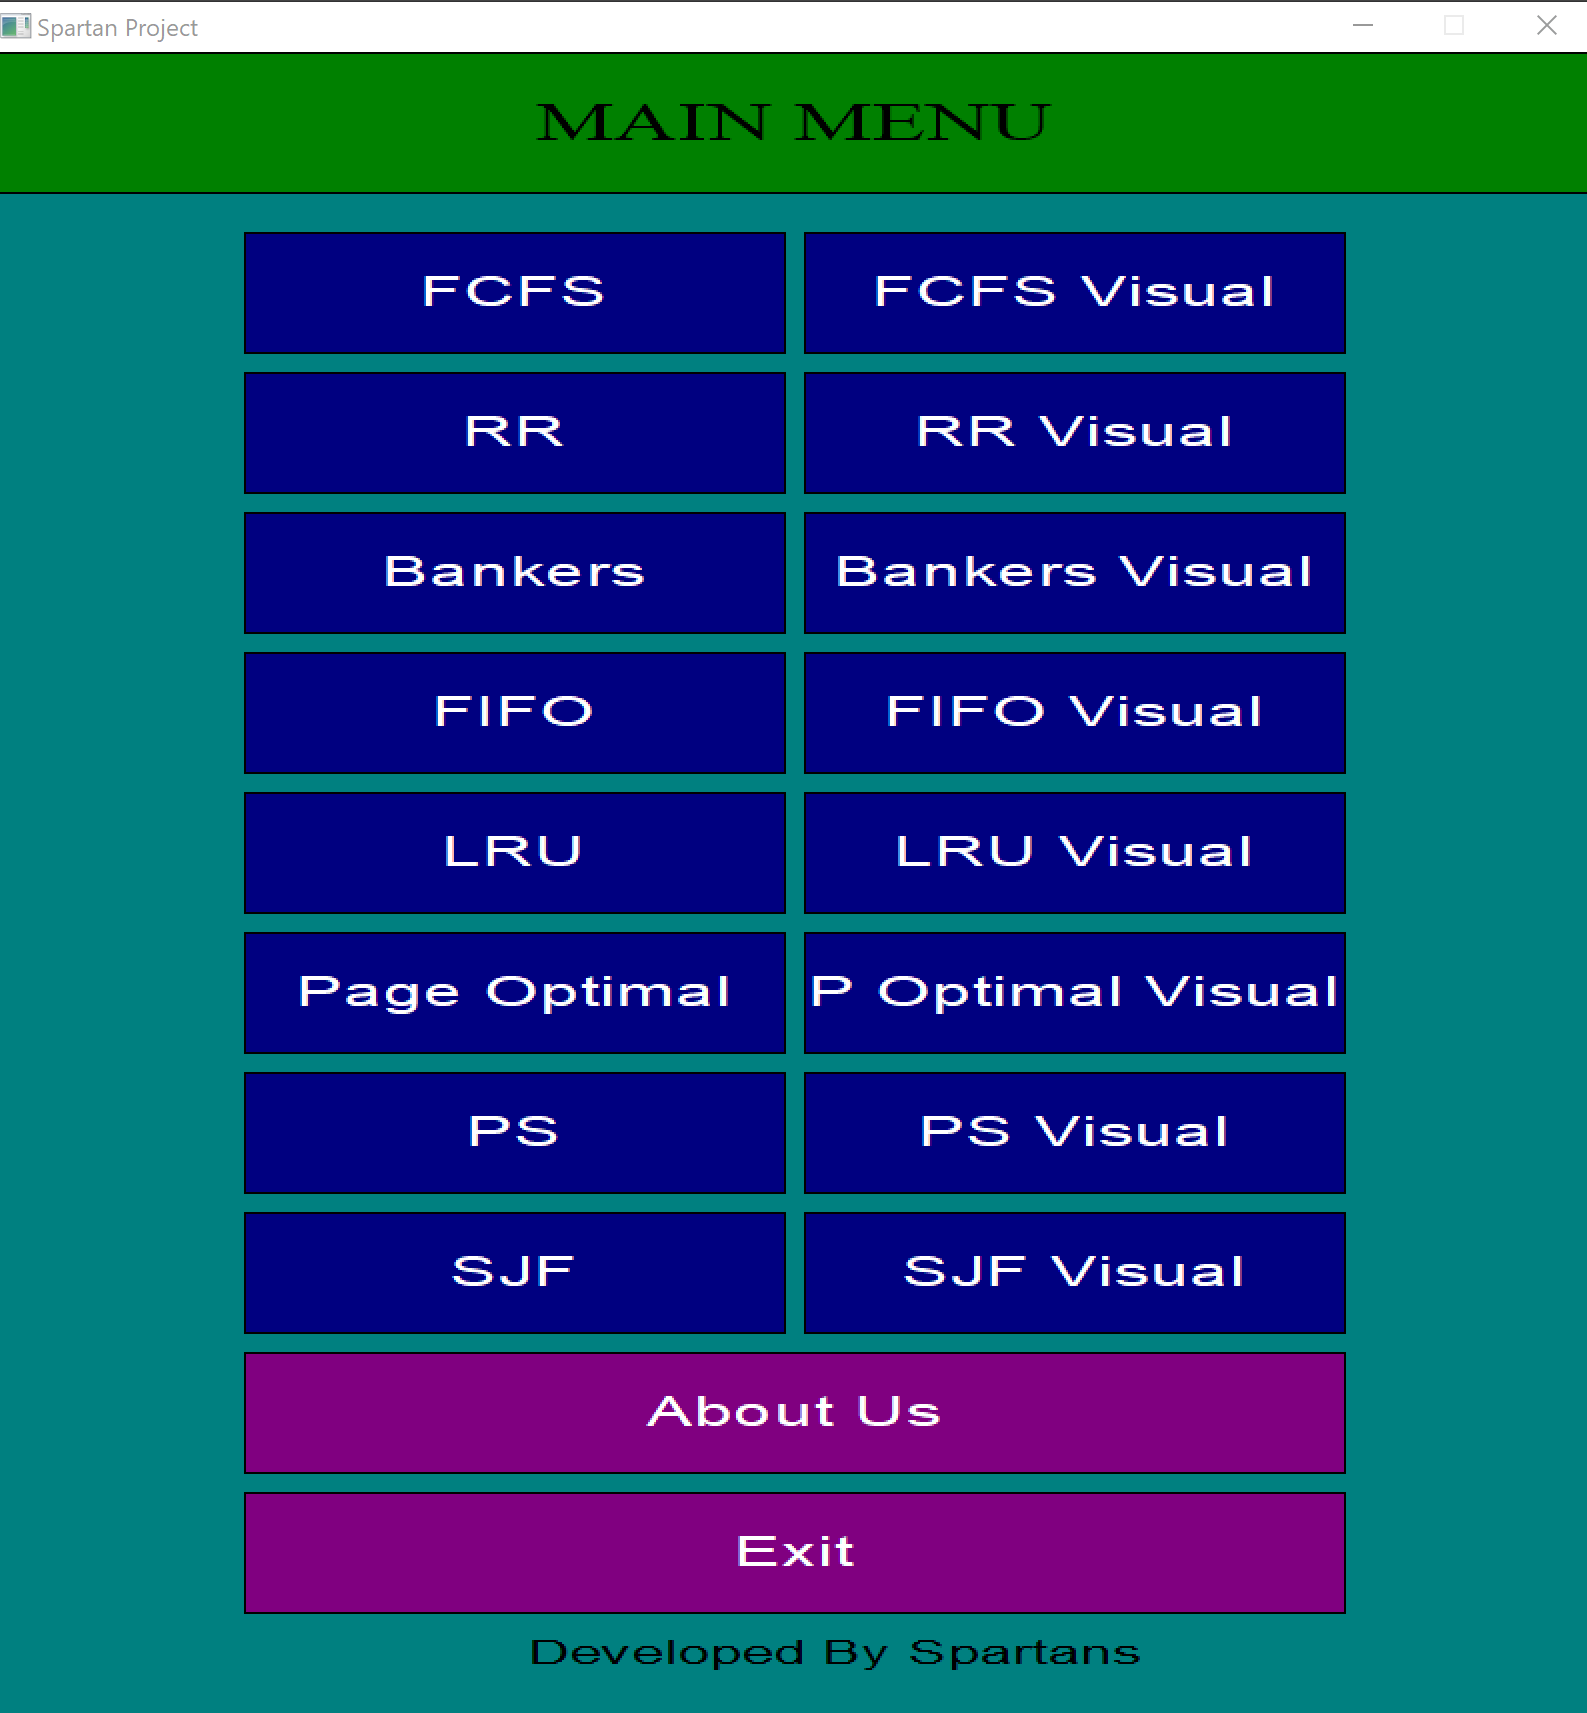 Spartan Project
MAIN MENU
FCFS
FCFS Visual
RR
RR Visual
Bankers
Bankers Visual
FIFO
FIFO Visual
LRU
LRU Visual
Page Optimal
P Optimal Visual
PS
PS Visual
SJF
SJF Visual
About Us
Exit
Developed By Spartans